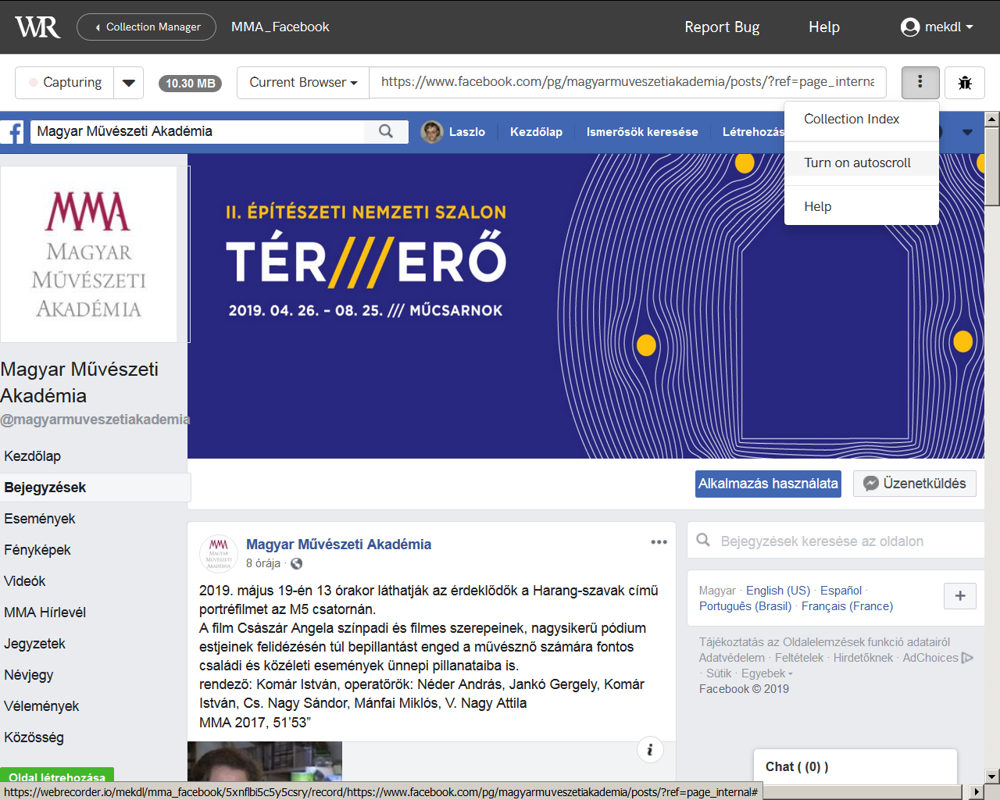 WR Collection Manager MMA_Facebook Report Bug Help mekdl
Capturing 10.30 MB Current Browser https://www.facebook.com/pg/magyarmuveszetiakademia/posts/?ref=page_interna
Collection Index
Turn on autoscroll
Help
Magyar Művészeti Akadémia Laszlo Kezdőlap Ismerősök keresése Létrehozás
MMA
MAGYAR
MŰVÉSZETI
AKADÉMIA
II. ÉPÍTÉSZETI NEMZETI SZALON
TÉR///ERŐ
2019. 04. 26. – 08. 25. /// MŰCSARNOK
Magyar Művészeti
Akadémia
@magyarmuveszetiakademia
Kezdőlap
Bejegyzések
Események
Fényképek
Videók
MMA Hírlevél
Jegyzetek
Névjegy
Vélemények
Közösség
Oldal létrehozása
Alkalmazás használata Üzenetküldés
MMA
MAGYAR
MŰVÉSZETI
AKADÉMIA
Magyar Művészeti Akadémia
8 órája ·
2019. május 19-én 13 órakor láthatják az érdeklődők a Harang-szavak című
portréfilmet az M5 csatornán.
A film Császár Angela színpadi és filmes szerepeinek, nagysikerű pódium
estjeinek felidézésén túl bepillantást enged a művésznő számára fontos
családi és közéleti események ünnepi pillanataiba is.
rendező: Komár István, operatőrök: Néder András, Jankó Gergely, Komár
István, Cs. Nagy Sándor, Mánfai Miklós, V. Nagy Attila
MMA 2017, 51’53”
Bejegyzések keresése az oldalon
Magyar · English (US) · Español ·
Português (Brasil) · Français (France)
Tájékoztatás az Oldalelemzések funkció adatairól
Adatvédelem · Feltételek · Hirdetőknek · AdChoices
· Sütik · Egyebek
Facebook © 2019
Chat ( (0) )
https://webrecorder.io/mekdl/mma_facebook/5xnflbi5c5y5csry/record/https://www.facebook.com/pg/magyarmuveszetiakademia/posts/?ref=page_internal#